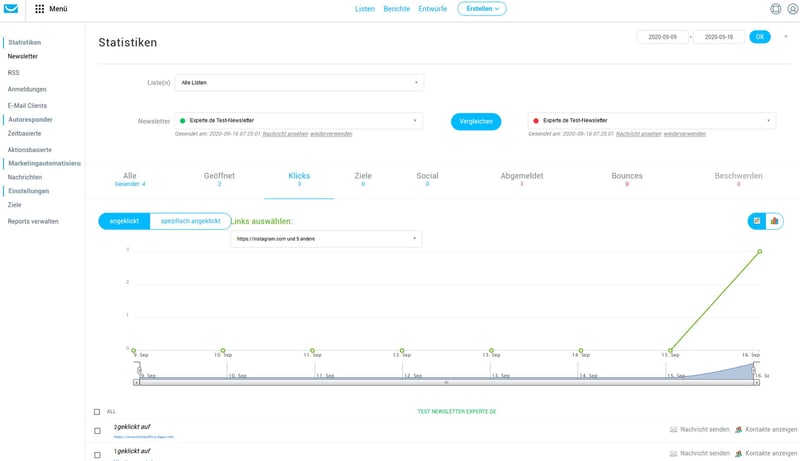 Menü
Listen Berichte Entwürfe Erstellen
Statistiken
Newsletter
RSS
Anmeldungen
E-Mail Clients
Autoresponder
Zeitbasierte
Aktionsbasierte
Marketingautomatisieru
Nachrichten
Einstellungen
Ziele
Reports verwalten
Statistiken
2020-09-09 - 2020-09-16 OK
Liste(n) Alle Listen
Newsletter Experte.de Test-Newsletter Vergleichen Experte.de Test-Newsletter
Gesendet am: 2020-09-16 07:25:01 Nachricht ansehen wiederverwenden
Gesendet am: 2020-09-16 07:25:01 Nachricht ansehen wiederverwenden
Alle Geöffnet Klicks Ziele Social Abgemeldet Bounces Beschwerden
Gesendet: 4 2 3 0 0 1 0 0
angeklickt spezifisch angeklickt Links auswählen:
https://instagram.com und 5 andere
3
2
1
0
9. Sep 10. Sep 11. Sep 12. Sep 13. Sep 14. Sep 15. Sep 16. Sep
9. Sep 10. Sep 11. Sep 12. Sep 13. Sep 14. Sep 15. Sep 16. S
ALL TEST NEWSLETTER EXPERTE.DE
geklickt auf Nachricht senden Kontakte anzeigen
1geklickt auf Nachricht senden Kontakte anzeigen